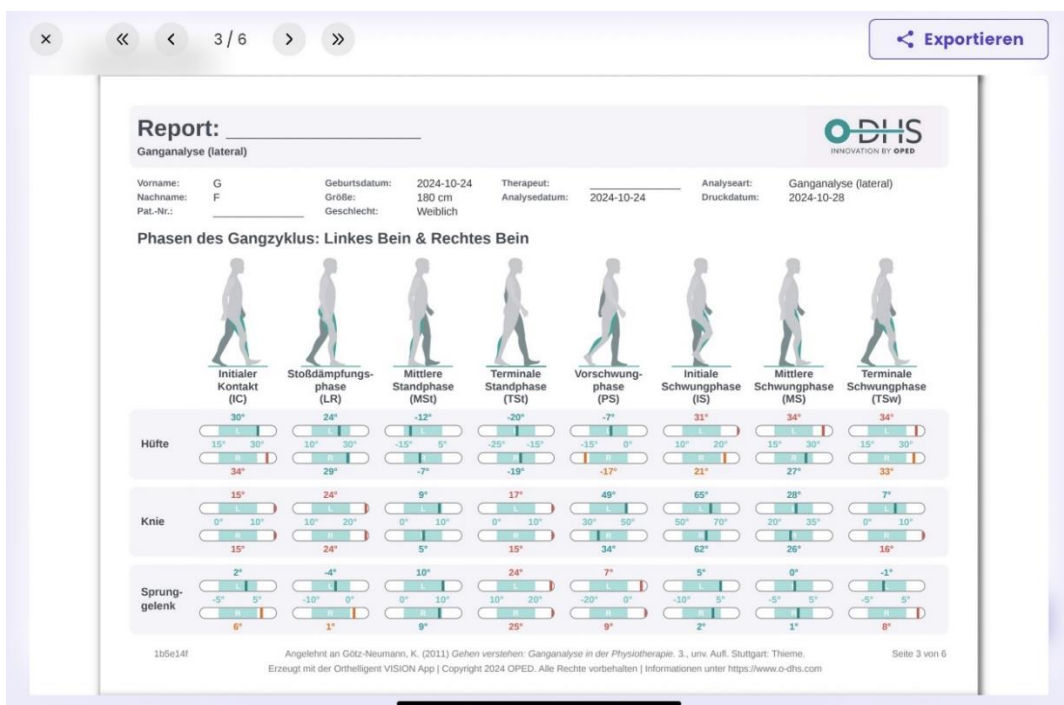 3 / 6
Exportieren
Report: ____________________
Ganganalyse (lateral)
O-DHS
INNOVATION BY OPED
Vorname: G Geburtsdatum: 2024-10-24 Therapeut: ____________ Analyseart: Ganganalyse (lateral)
Nachname: F Größe: 180 cm Analysedatum: 2024-10-24 Druckdatum: 2024-10-28
Pat.-Nr.: ____________ Geschlecht: Weiblich
Phasen des Gangzyklus: Linkes Bein & Rechtes Bein
Initialer Stoßdämpfungs- Mittlere Terminale Vorschwung- Initiale Mittlere Terminale
Kontakt phase Standphase Standphase phase Schwungphase Schwungphase Schwungphase
(IC) (LR) (MSt) (TSt) (PS) (IS) (MS) (TSw)
30° 24° -12° -20° -7° 31° 34° 34°
L L L L L L L L
Hüfte 15° 30° 10° 30° -15° 5° -25° -15° -15° 0° 10° 20° 15° 30° 15° 30°
R R R R R R R R
34° 29° -7° -19° -17° 21° 27° 33°
15° 24° 9° 17° 49° 65° 28° 7°
L L L L L L L L
Knie 0° 10° 10° 20° 0° 10° 0° 10° 30° 50° 50° 70° 20° 35° 0° 10°
R R R R R R R R
15° 24° 5° 15° 34° 62° 26° 16°
2° -4° 10° 24° 7° 5° 0° -1°
L L L L L L L L
Sprung- -5° 5° -10° 0° 0° 10° 10° 20° -20° 0° -10° 5° -5° 5° -5° 5°
gelenk R R R R R R R R
6° 1° 9° 25° 9° 2° 1° 8°
1b5e14f Angelehnt an Götz-Neumann, K. (2011) Gehen verstehen: Ganganalyse in der Physiotherapie. 3., unv. Aufl. Stuttgart: Thieme. Seite 3 von 6
Erzeugt mit der Orthelligent VISION App | Copyright 2024 OPED. Alle Rechte vorbehalten | Informationen unter https://www.o-dhs.com